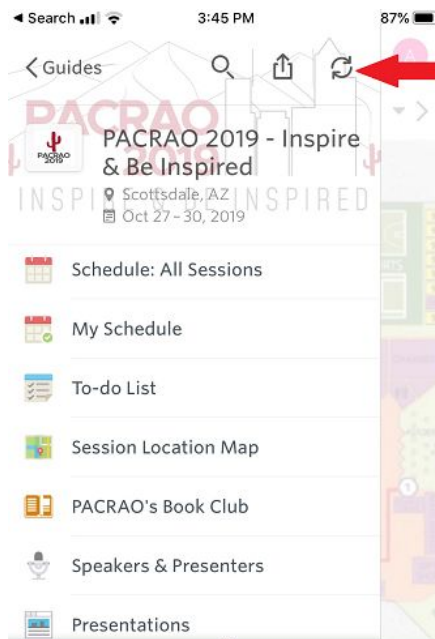 Search
3:45 PM
87%
Guides
PACRAO
2019
INSPIRE & BE INSPIRED
PACRAO
2019
PACRAO 2019 - Inspire
& Be Inspired
Scottsdale, AZ
Oct 27 – 30, 2019
Schedule: All Sessions
My Schedule
To-do List
Session Location Map
PACRAO's Book Club
Speakers & Presenters
Presentations